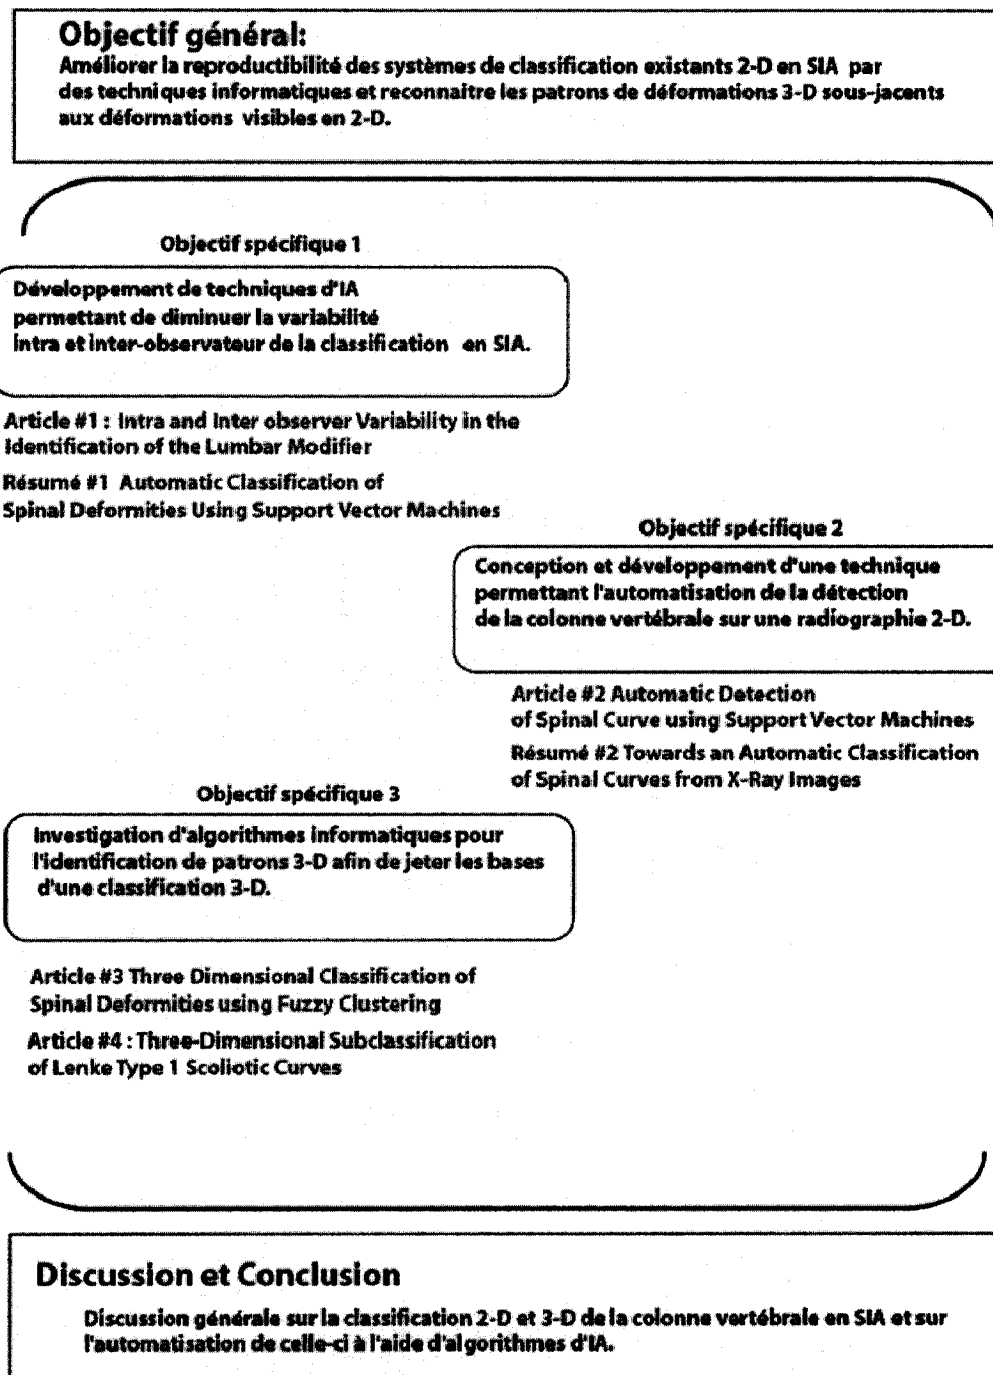 Objectif général:
Améliorer la reproductibilité des systèmes de classification existants 2-D en SIA par
des techniques informatiques et reconnaitre les patrons de déformations 3-D sous-jacents
aux déformations visibles en 2-D.
Objectif spécifique 1
Développement de techniques d'IA
permettant de diminuer la variabilité
intra et inter-observateur de la classification en SIA.
Article #1 : Intra and Inter observer Variability in the
Identification of the Lumbar Modifier
Résumé #1 Automatic Classification of
Spinal Deformities Using Support Vector Machines
Objectif spécifique 2
Conception et développement d'une technique
permettant l'automatisation de la détection
de la colonne vertébrale sur une radiographie 2-D.
Article #2 Automatic Detection
of Spinal Curve using Support Vector Machines
Résumé #2 Towards an Automatic Classification
of Spinal Curves from X-Ray Images
Objectif spécifique 3
Investigation d'algorithmes informatiques pour
l'identification de patrons 3-D afin de jeter les bases
d'une classification 3-D.
Article #3 Three Dimensional Classification of
Spinal Deformities using Fuzzy Clustering
Article #4 : Three-Dimensional Subclassification
of Lenke Type 1 Scoliotic Curves
Discussion et Conclusion
Discussion générale sur la classification 2-D et 3-D de la colonne vertébrale en SIA et sur
l'automatisation de celle-ci à l'aide d'algorithmes d'IA.